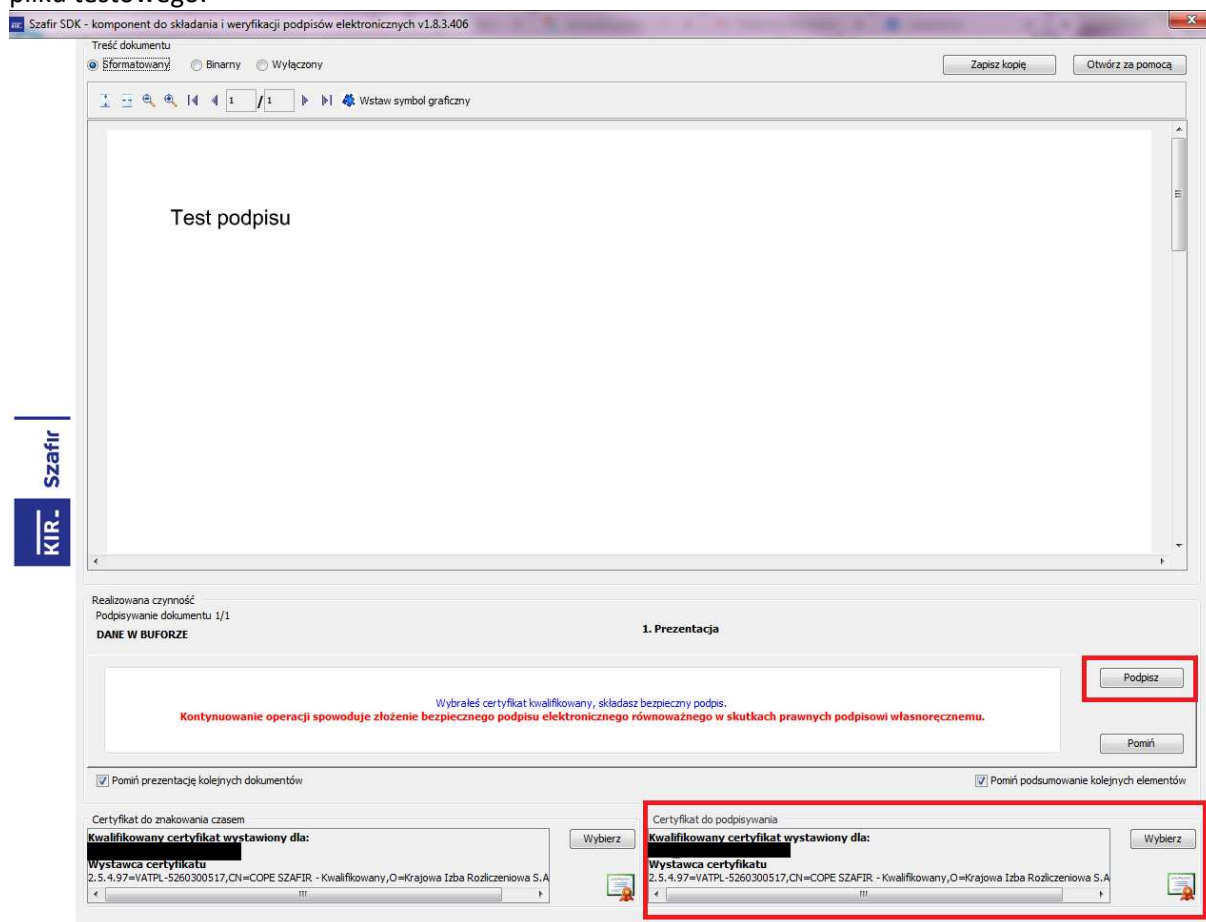 pliku testowego.
Szafir SDK - komponent do składania i weryfikacji podpisów elektronicznych v1.8.3.406
Treść dokumentu
Sformatowany Binarny Wyłączony Zapisz kopię Otwórz za pomocą
1 / 1 Wstaw symbol graficzny
Test podpisu
KIR. Szafir
Realizowana czynność
Podpisywanie dokumentu 1/1
DANE W BUFORZE
1. Prezentacja
Podpisz
Wybrałeś certyfikat kwalifikowany, składasz bezpieczny podpis.
Kontynuowanie operacji spowoduje złożenie bezpiecznego podpisu elektronicznego równoważnego w skutkach prawnych podpisowi własnoręcznemu.
Pomiń
Pomiń prezentację kolejnych dokumentów Pomiń podsumowanie kolejnych elementów
Certyfikat do znakowania czasem
Kwalifikowany certyfikat wystawiony dla:
Wybierz
Wystawca certyfikatu
2.5.4.97=VATPL-5260300517,CN=COPE SZAFIR - Kwalifikowany,O=Krajowa Izba Rozliczeniowa S.A
Certyfikat do podpisywania
Kwalifikowany certyfikat wystawiony dla:
Wybierz
Wystawca certyfikatu
2.5.4.97=VATPL-5260300517,CN=COPE SZAFIR - Kwalifikowany,O=Krajowa Izba Rozliczeniowa S.A